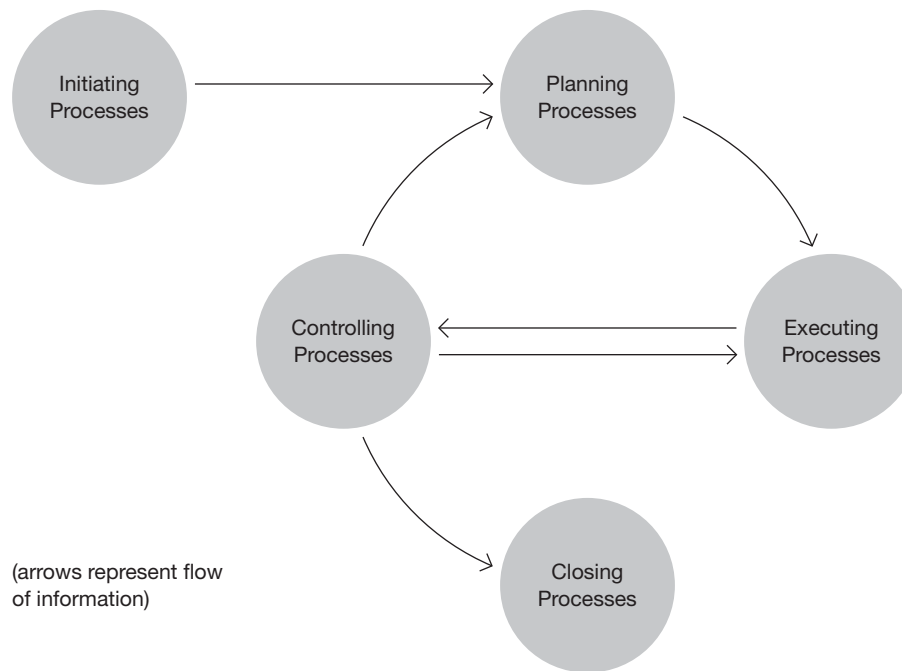 Initiating
Processes
Planning
Processes
Controlling
Processes
Executing
Processes
Closing
Processes
(arrows represent flow
of information)